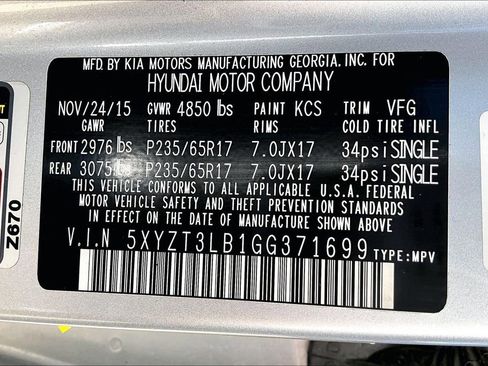 MFD. BY KIA MOTORS MANUFACTURING GEORGIA. INC. FOR
HYUNDAI MOTOR COMPANY
NOV/24/15 GVWR 4850 lbs PAINT KCS TRIM VFG
GAWR TIRES RIMS COLD TIRE INFL
FRONT 2976 lbs P235/65R17 7.0JX17 34psi SINGLE
REAR 3075 lbs P235/65R17 7.0JX17 34psi SINGLE
THIS VEHICLE CONFORMS TO ALL APPLICABLE U.S.A. FEDERAL
MOTOR VEHICLE SAFETY AND THEFT PREVENTION STANDARDS
IN EFFECT ON THE DATE OF MANUFACTURE SHOWN ABOVE.
V.I.N 5XYZT3LB1GG371699 TYPE: MPV
Z670